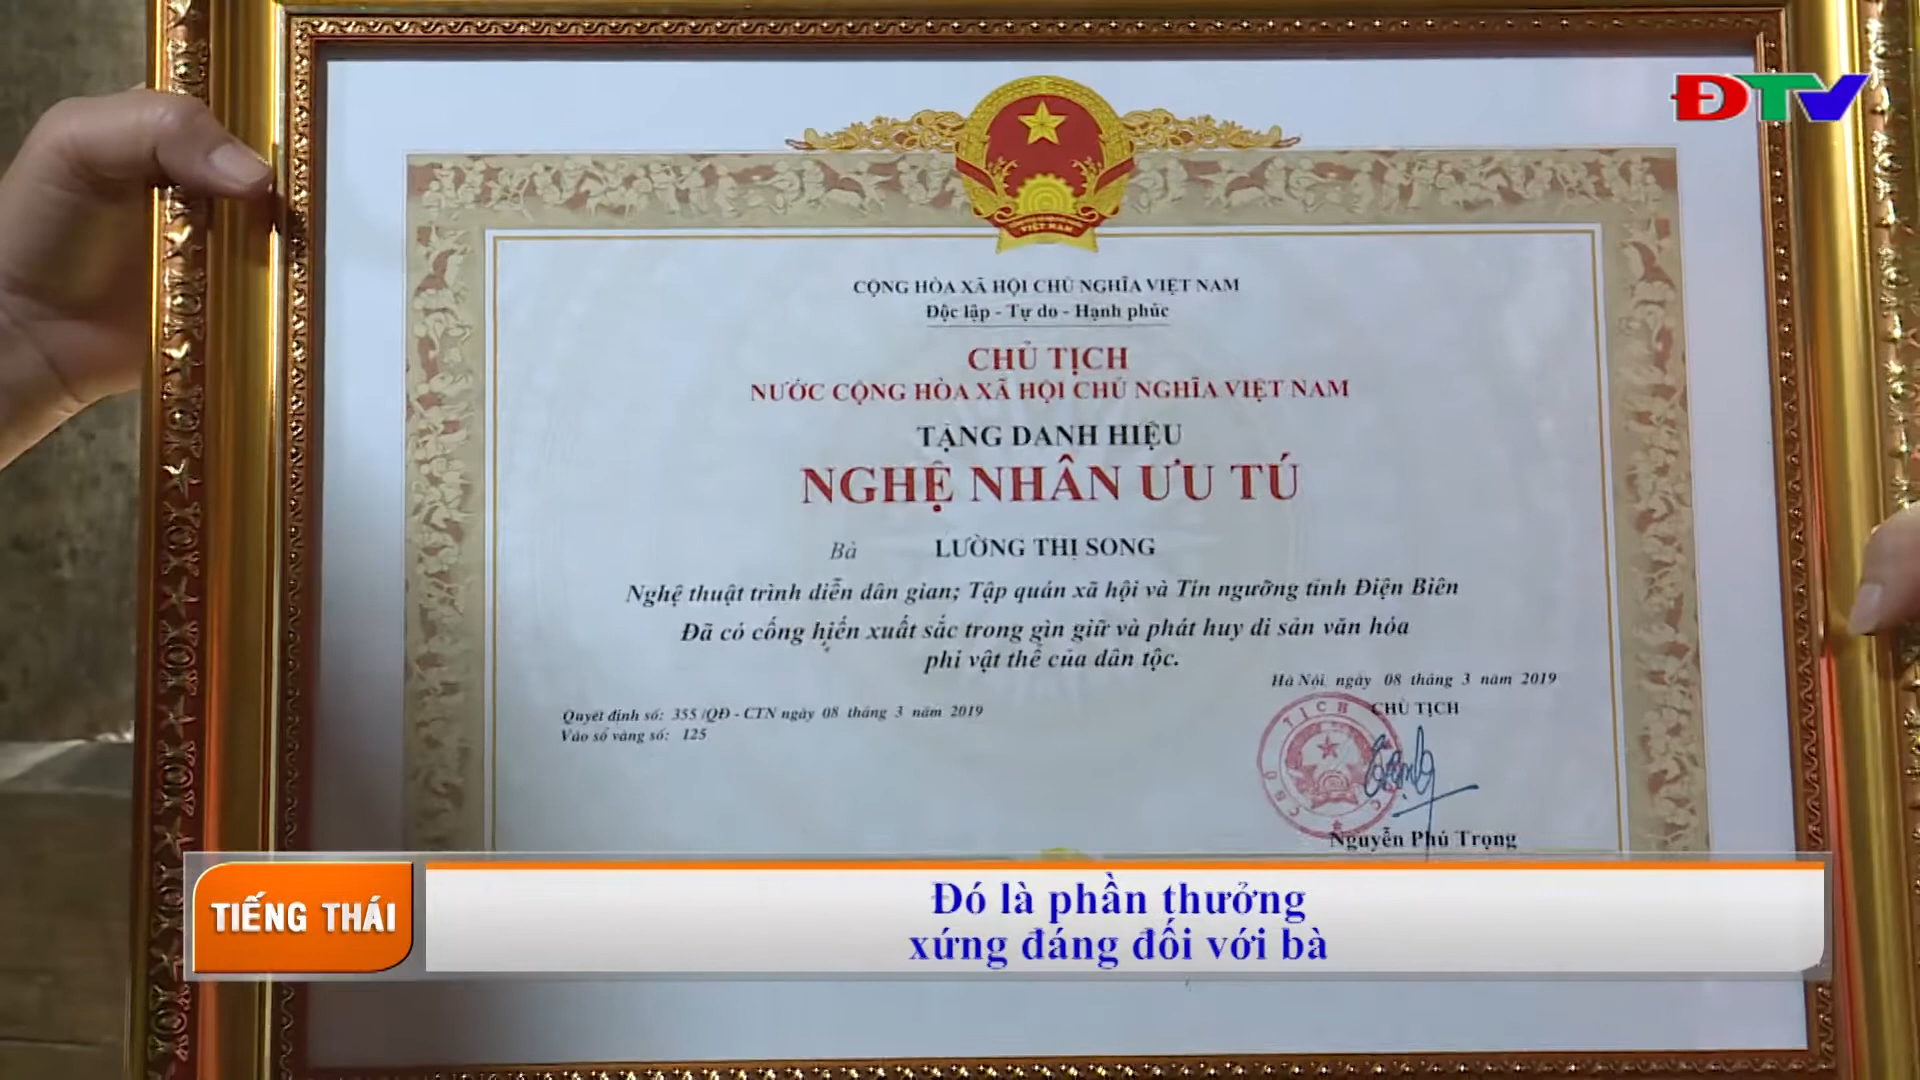 ĐTV
VIỆT NAM
CỘNG HÒA XÃ HỘI CHỦ NGHĨA VIỆT NAM
Độc lập - Tự do - Hạnh phúc
CHỦ TỊCH
NƯỚC CỘNG HÒA XÃ HỘI CHỦ NGHĨA VIỆT NAM
TẶNG DANH HIỆU
NGHỆ NHÂN ƯU TÚ
Bà LƯỜNG THỊ SONG
Nghệ thuật trình diễn dân gian; Tập quán xã hội và Tín ngưỡng tỉnh Điện Biên
Đã có cống hiến xuất sắc trong gìn giữ và phát huy di sản văn hóa
phi vật thể của dân tộc.
Hà Nội, ngày 08 tháng 3 năm 2019
Quyết định số: 355 /QĐ - CTN ngày 08 tháng 3 năm 2019
Vào sổ vàng số: 125
CHỦ TỊCH
Nguyễn Phú Trọng
TIẾNG THÁI
Đó là phần thưởng
xứng đáng đối với bà